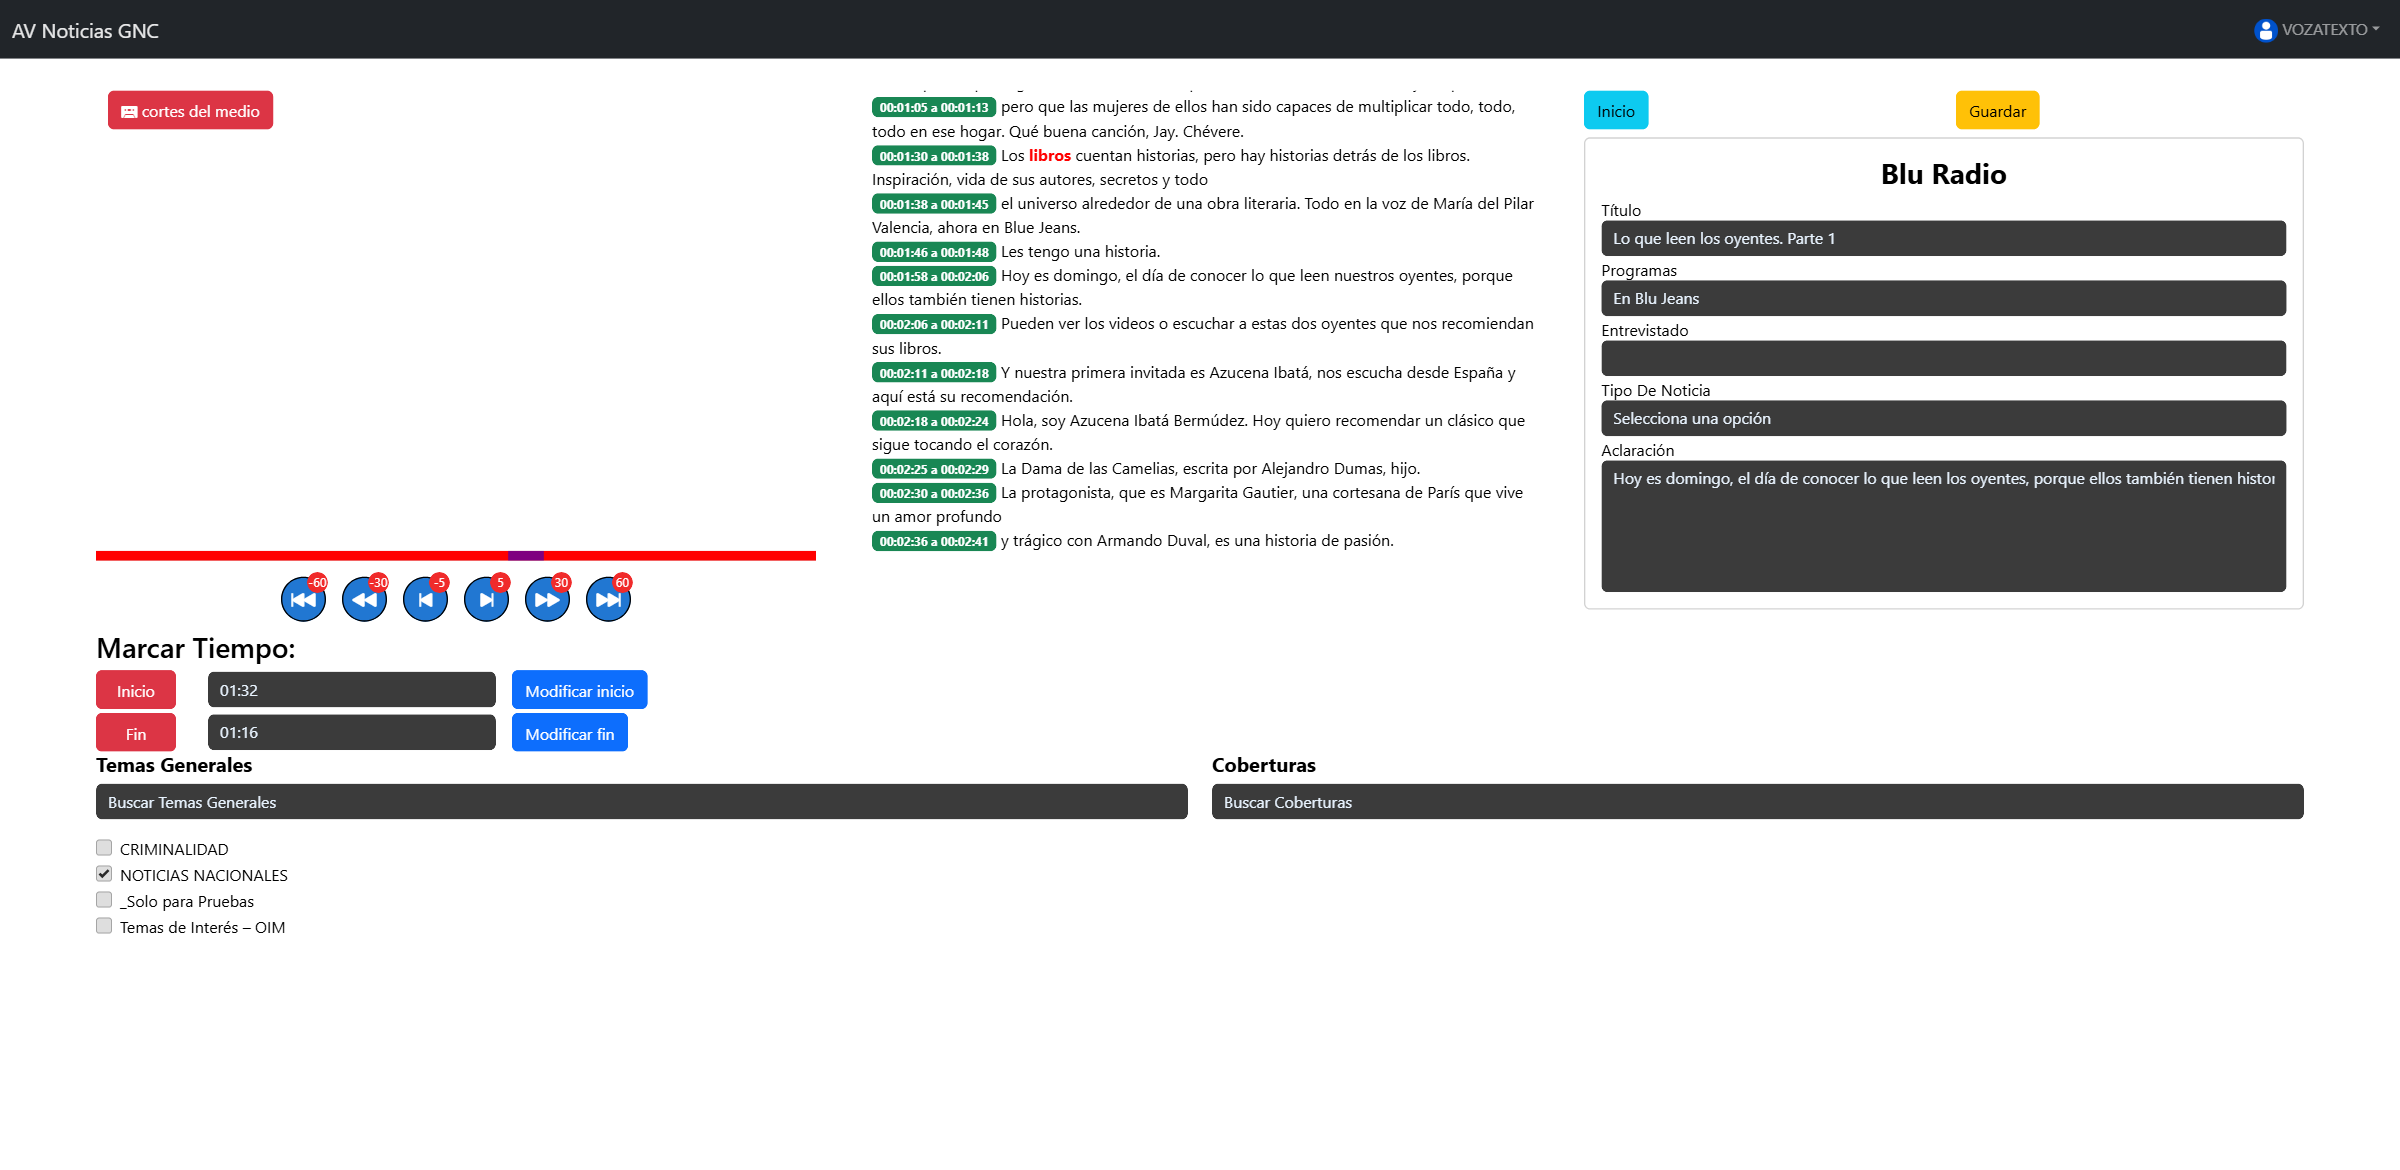 AV Noticias GNC
VOZATEXTO
cortes del medio
00:01:05 a 00:01:13 pero que las mujeres de ellos han sido capaces de multiplicar todo, todo,
todo en ese hogar. Qué buena canción, Jay. Chévere.
00:01:30 a 00:01:38 Los libros cuentan historias, pero hay historias detrás de los libros.
Inspiración, vida de sus autores, secretos y todo
00:01:38 a 00:01:45 el universo alrededor de una obra literaria. Todo en la voz de María del Pilar
Valencia, ahora en Blue Jeans.
00:01:46 a 00:01:48 Les tengo una historia.
00:01:58 a 00:02:06 Hoy es domingo, el día de conocer lo que leen nuestros oyentes, porque
ellos también tienen historias.
00:02:06 a 00:02:11 Pueden ver los videos o escuchar a estas dos oyentes que nos recomiendan
sus libros.
00:02:11 a 00:02:18 Y nuestra primera invitada es Azucena Ibatá, nos escucha desde España y
aquí está su recomendación.
00:02:18 a 00:02:24 Hola, soy Azucena Ibatá Bermúdez. Hoy quiero recomendar un clásico que
sigue tocando el corazón.
00:02:25 a 00:02:29 La Dama de las Camelias, escrita por Alejandro Dumas, hijo.
00:02:30 a 00:02:36 La protagonista, que es Margarita Gautier, una cortesana de París que vive
un amor profundo
00:02:36 a 00:02:41 y trágico con Armando Duval, es una historia de pasión.
Inicio
Guardar
Blu Radio
Título
Lo que leen los oyentes. Parte 1
Programas
En Blu Jeans
Entrevistado
Tipo De Noticia
Selecciona una opción
Aclaración
Hoy es domingo, el día de conocer lo que leen los oyentes, porque ellos también tienen histor
-60 -30 -5 5 30 60
Marcar Tiempo:
Inicio 01:32 Modificar inicio
Fin 01:16 Modificar fin
Temas Generales
Buscar Temas Generales
CRIMINALIDAD
NOTICIAS NACIONALES
_Solo para Pruebas
Temas de Interés – OIM
Coberturas
Buscar Coberturas